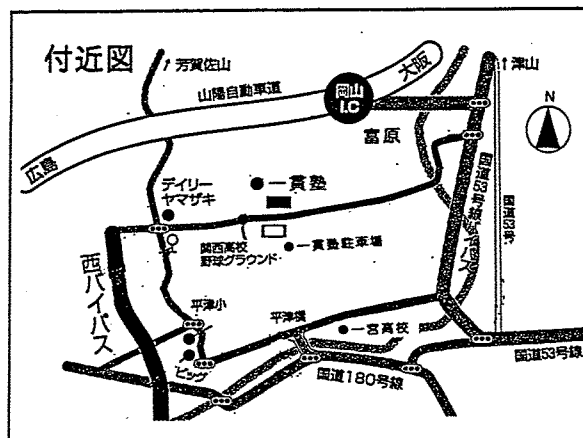 付近図
芳賀佐山
大阪
津山
山陽自動車道
岡山
I.C
N
富原
広島
デイリー
ヤマザキ
一貫塾
国道53号線バイパス
国道53号
関西高校
野球グラウンド
一貫塾駐車場
西バイパス
平津小
平津橋
一宮高校
ビッグ
国道53号線
国道180号線